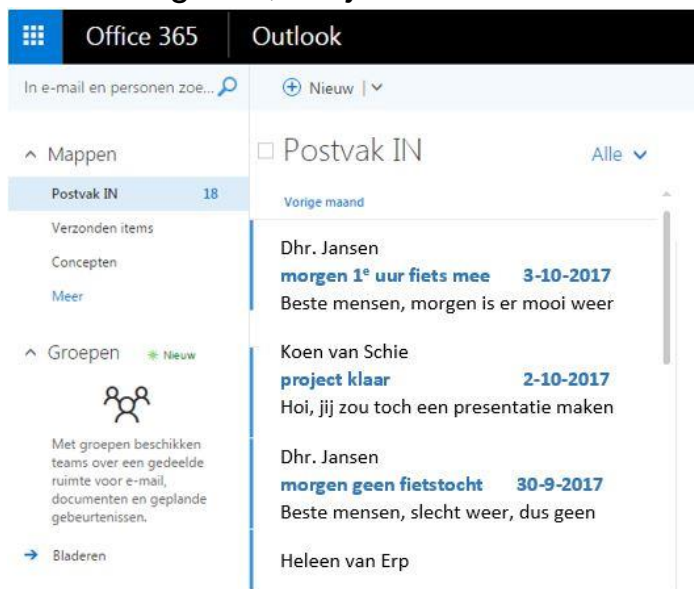 Office 365
Outlook
In e-mail en personen zoe...
Nieuw
Mappen
Postvak IN 18
Verzonden items
Concepten
Meer
Groepen Nieuw
Met groepen beschikken
teams over een gedeelde
ruimte voor e-mail,
documenten en geplande
gebeurtenissen.
Bladeren
Postvak IN
Alle
Vorige maand
Dhr. Jansen
morgen 1e uur fiets mee 3-10-2017
Beste mensen, morgen is er mooi weer
Koen van Schie
project klaar 2-10-2017
Hoi, jij zou toch een presentatie maken
Dhr. Jansen
morgen geen fietstocht 30-9-2017
Beste mensen, slecht weer, dus geen
Heleen van Erp